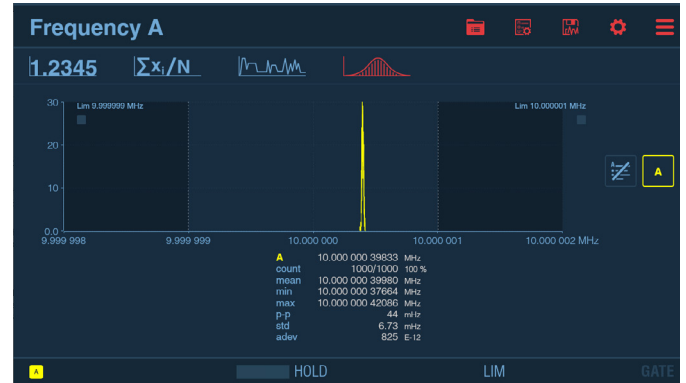 Frequency A
1.2345 ∑xᵢ/N
30 Lim 9.999999 MHz Lim 10.000001 MHz
20
A
10
0.0
9.999 998 9.999 999 10.000 000 10.000 001 10.000 002 MHz
A 10.000 000 39833 MHz
count 1000/1000 100 %
mean 10.000 000 39980 MHz
min 10.000 000 37664 MHz
max 10.000 000 42086 MHz
p-p 44 mHz
std 6.73 mHz
adev 825 E-12
A HOLD LIM GATE